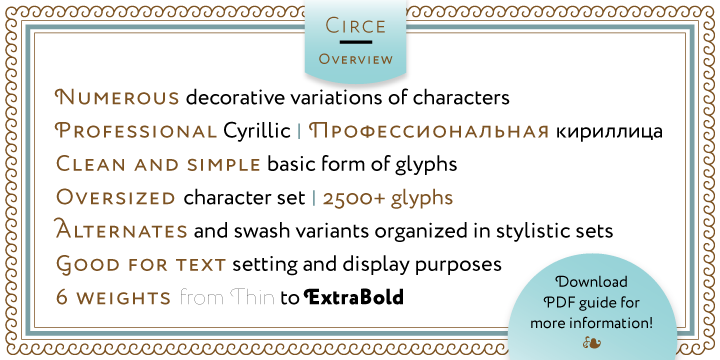 Circe
Overview
Numerous decorative variations of characters
Professional Cyrillic | Профессиональная кириллица
Clean and simple basic form of glyphs
Oversized character set | 2500+ glyphs
Alternates and swash variants organized in stylistic sets
Good for text setting and display purposes
6 weights from Thin to ExtraBold
Download
PDF guide for
more information!